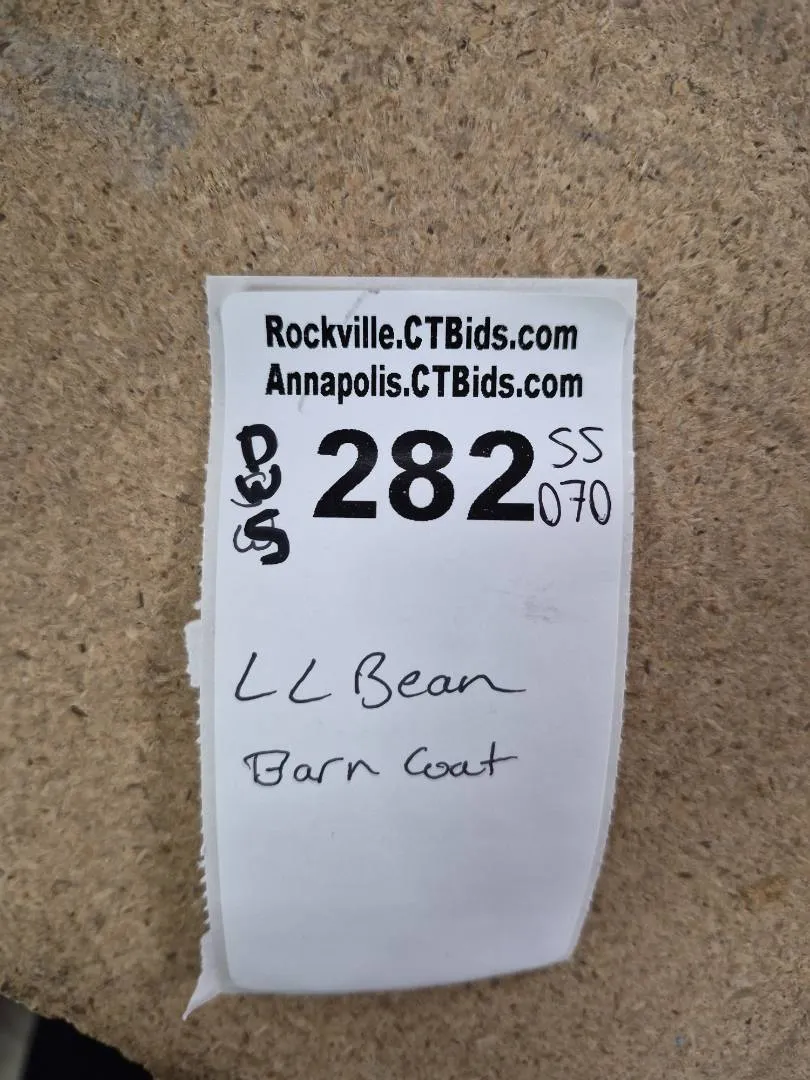 Rockville.CTBids.com
Annapolis.CTBids.com
282
SS
070
LL Bean
Barn Coat